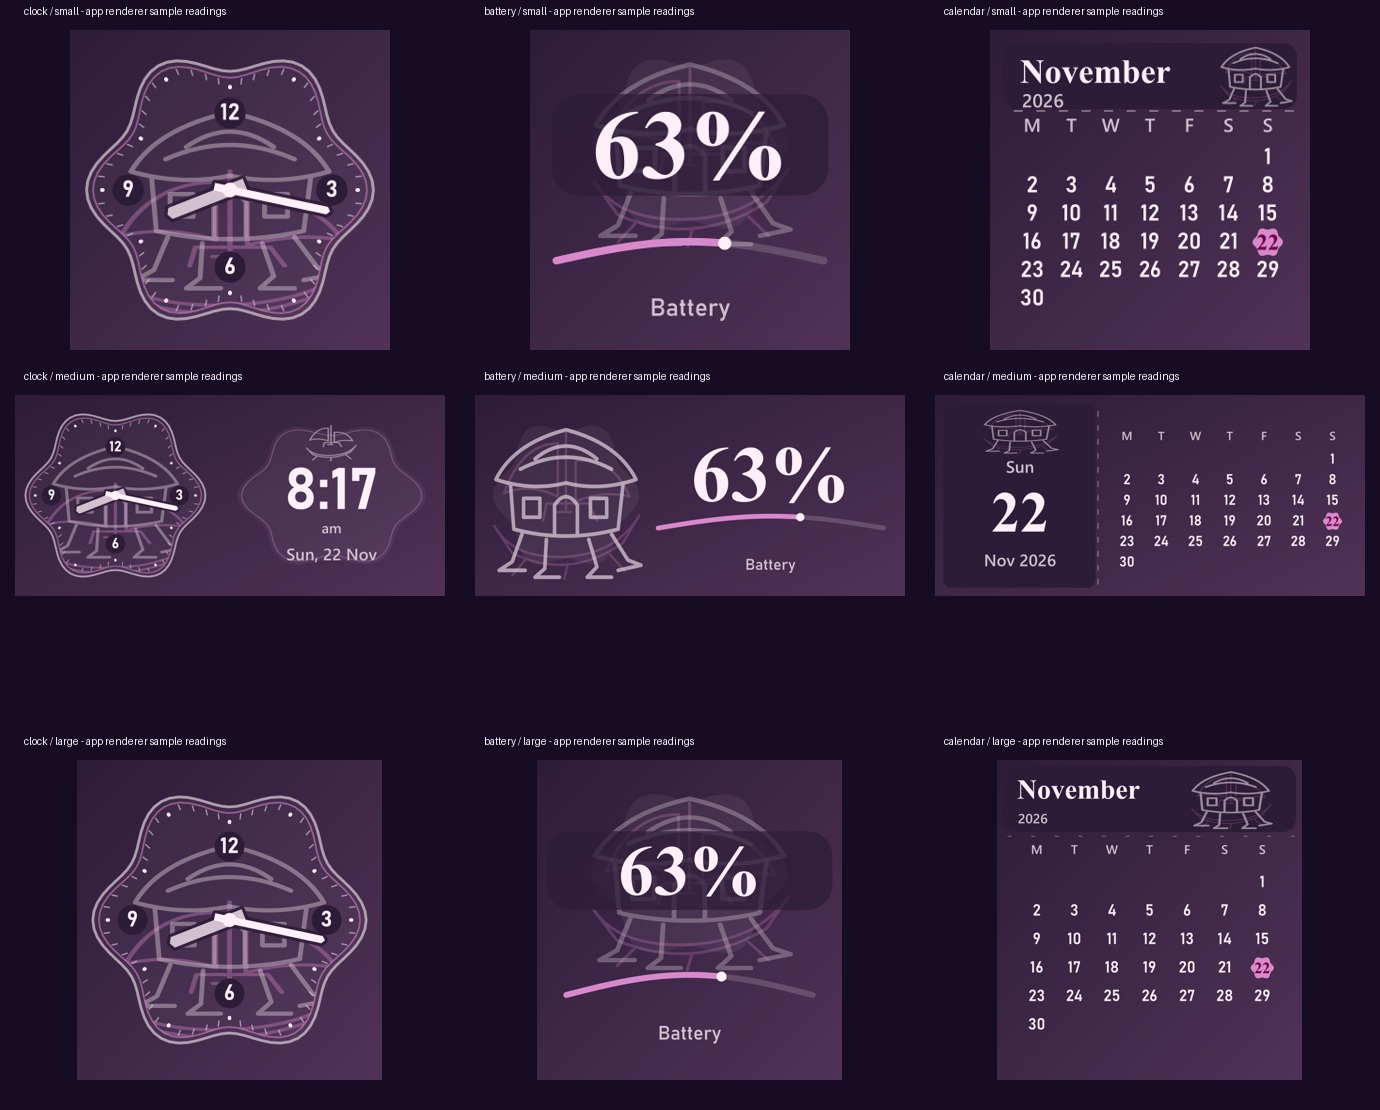 clock / small - app renderer sample readings
12
9
3
6
battery / small - app renderer sample readings
63%
Battery
calendar / small - app renderer sample readings
November
2026
M T W T F S S
1
2 3 4 5 6 7 8
9 10 11 12 13 14 15
16 17 18 19 20 21 22
23 24 25 26 27 28 29
30
clock / medium - app renderer sample readings
12
9
3
6
8:17
am
Sun, 22 Nov
battery / medium - app renderer sample readings
63%
Battery
calendar / medium - app renderer sample readings
Sun
22
Nov 2026
M T W T F S S
1
2 3 4 5 6 7 8
9 10 11 12 13 14 15
16 17 18 19 20 21 22
23 24 25 26 27 28 29
30
clock / large - app renderer sample readings
12
9
3
6
battery / large - app renderer sample readings
63%
Battery
calendar / large - app renderer sample readings
November
2026
M T W T F S S
1
2 3 4 5 6 7 8
9 10 11 12 13 14 15
16 17 18 19 20 21 22
23 24 25 26 27 28 29
30